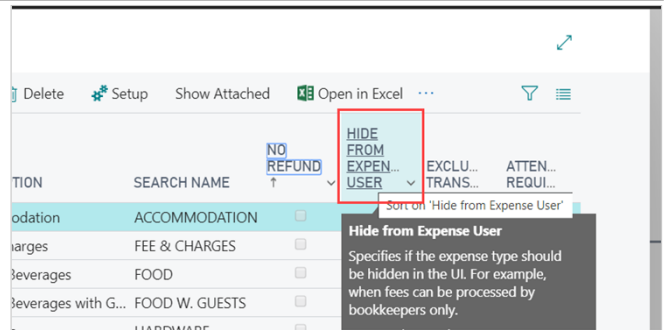 Delete Setup Show Attached Open in Excel ...
NO
REFUND
HIDE
FROM
EXPEN...
USER
EXCLU...
TRANS...
ATTEN...
REQUI...
TION SEARCH NAME
odation ACCOMMODATION
harges FEE & CHARGES
Beverages FOOD
Beverages with G... FOOD W. GUESTS
HARDWARE
Sort on 'Hide from Expense User'
Hide from Expense User
Specifies if the expense type should
be hidden in the UI. For example,
when fees can be processed by
bookkeepers only.